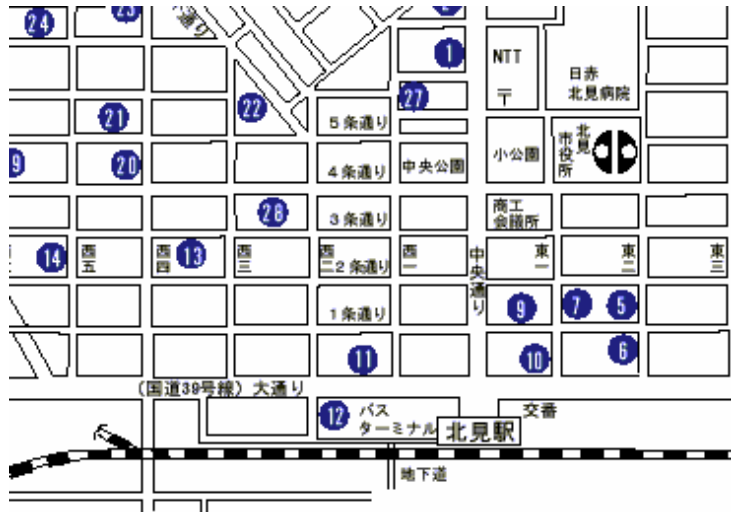 24
23
通り
2
1
NTT
〒
日赤
北見病院
22
27
21
5条通り
19
20
4条通り
中央公園
小公園
北見
市役所
28
3条通り
商工
会議所
14
西五
西四
13
西三
西二
2条通り
西一
中央通り
東一
東二
東三
1条通り
9
7
5
11
10
6
(国道39号線)大通り
12
バス
ターミナル
北見駅
交番
地下道